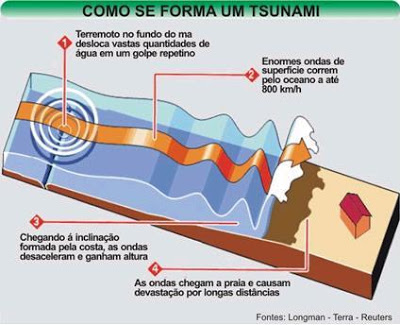 COMO SE FORMA UM TSUNAMI
1
Terremoto no fundo do ma
desloca vastas quantidades de
água em un golpe repetino
2
Enormes ondas de
superficie correm
pelo oceano a até
800 km/h
3
Chegando á inclinação
formada pela costa, as ondas
desaceleram e ganham altura
4
As ondas chegam a praia e causam
devastação por longas distâncias
Fontes: Longman - Terra - Reuters